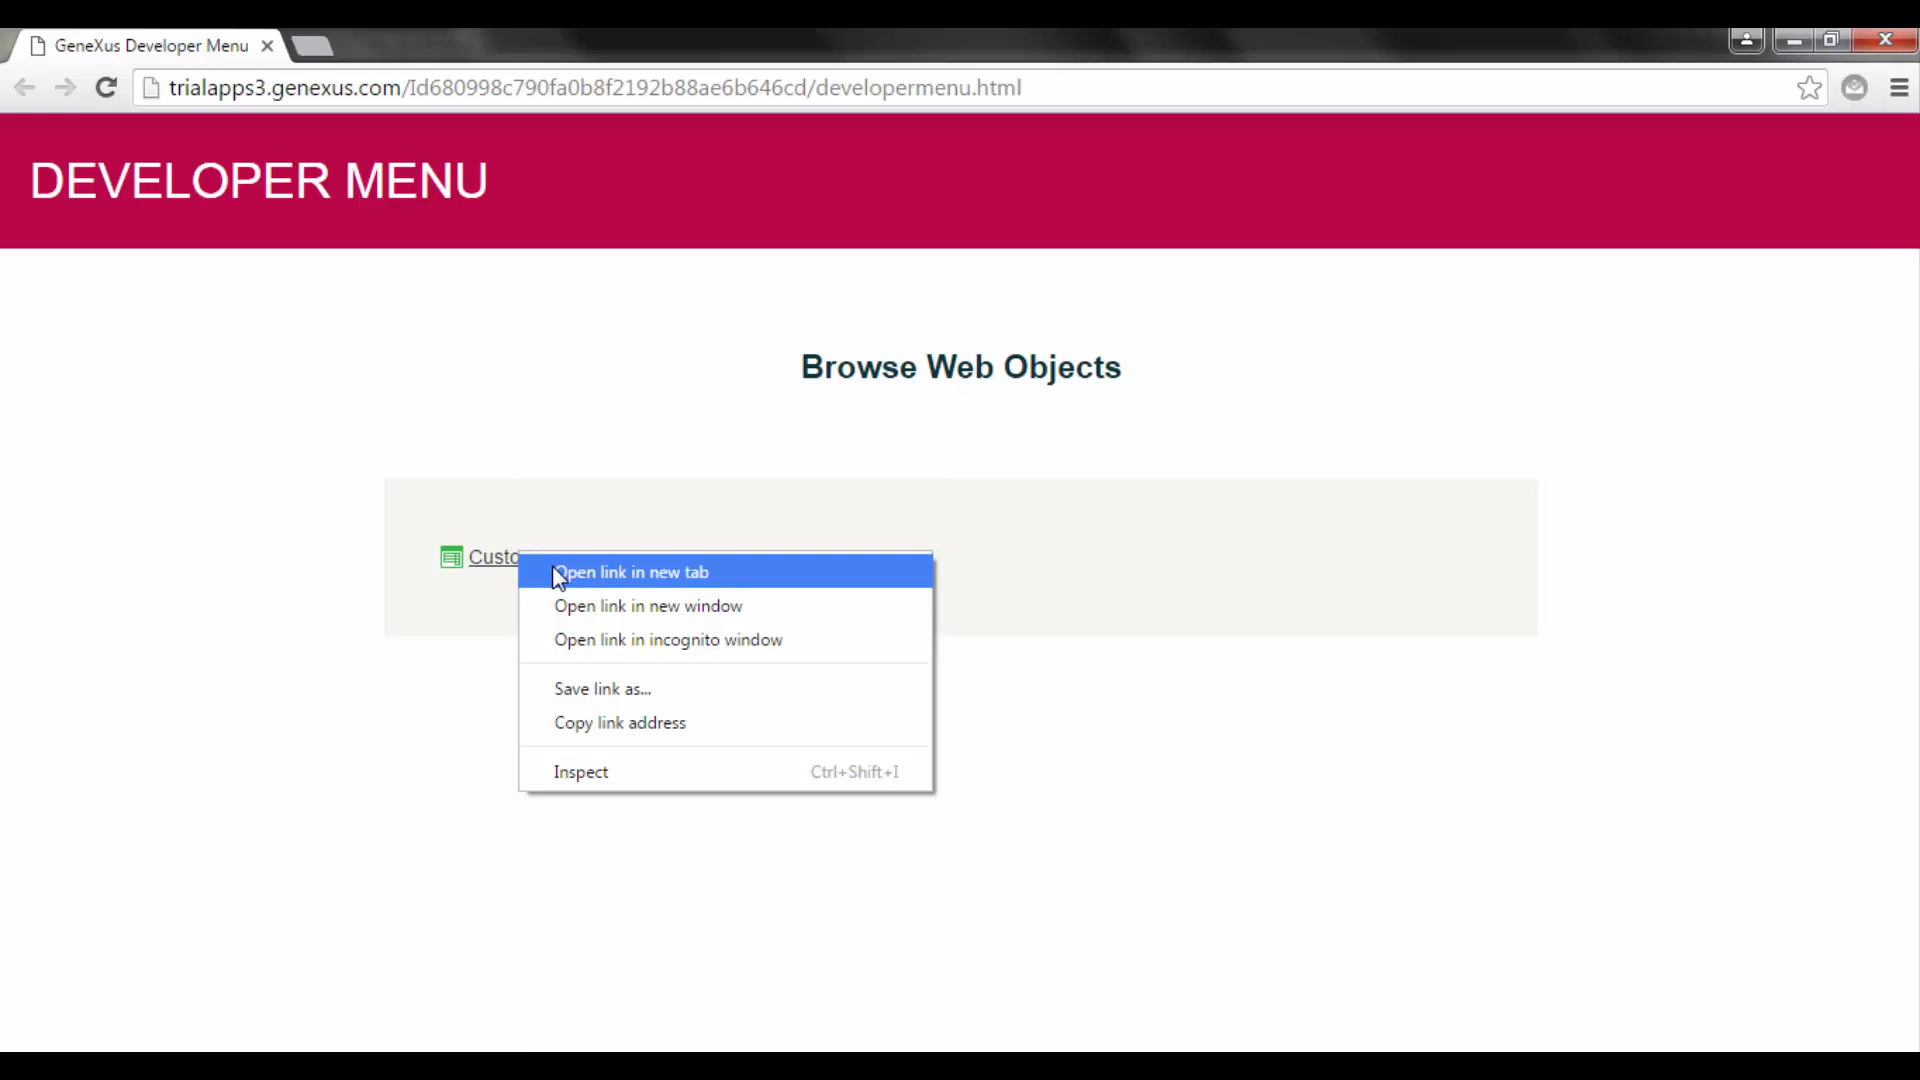 GeneXus Developer Menu
trialapps3.genexus.com/Id680998c790fa0b8f2192b88ae6b646cd/developermenu.html
DEVELOPER MENU
Browse Web Objects
Custo
Open link in new tab
Open link in new window
Open link in incognito window
Save link as...
Copy link address
Inspect Ctrl+Shift+I